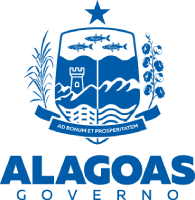 AD BONUM ET PROSPERITATEM
ALAGOAS
GOVERNO